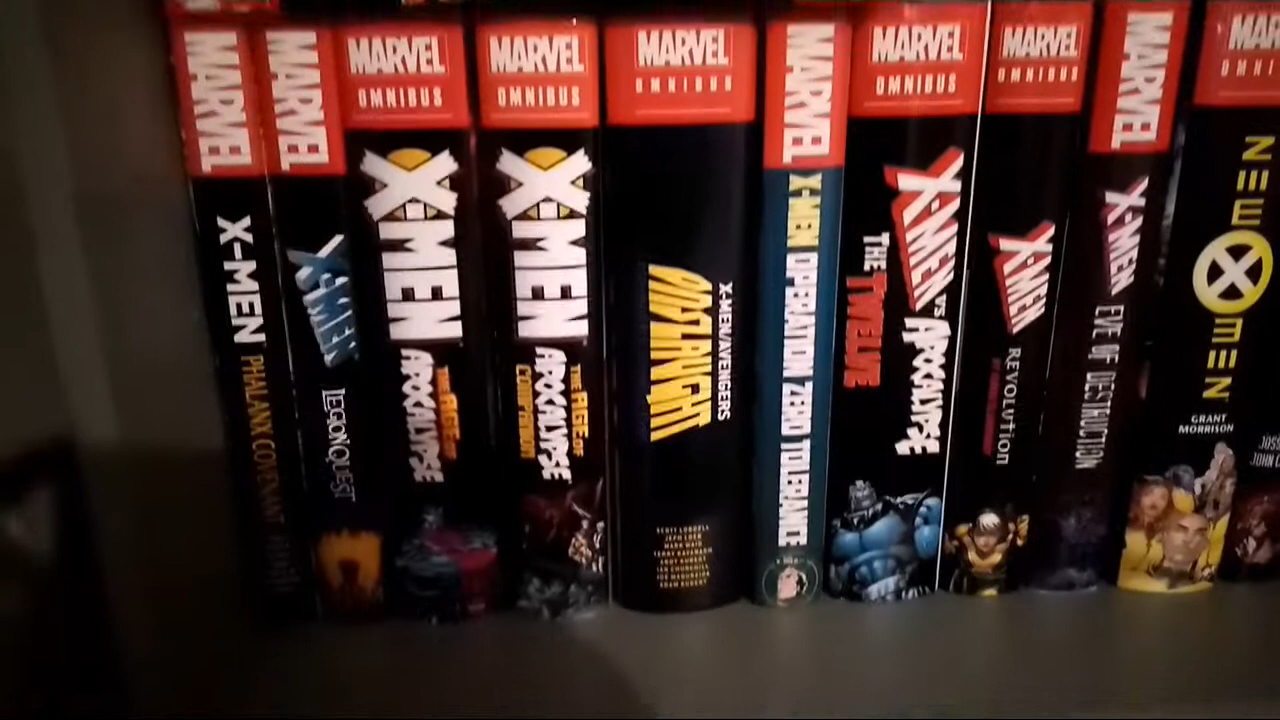 MARVEL
X-MEN PHALANX COVENANT
MARVEL
X-MEN
LEGIONQUEST
MARVEL
OMNIBUS
X-MEN
THE AGE OF
APOCALYPSE
MARVEL
OMNIBUS
X-MEN
THE AGE OF
APOCALYPSE
COMPANION
MARVEL
OMNIBUS
X-MEN/AVENGERS
ONSLAUGHT
MARVEL
X-MEN OPERATION ZERO TOLERANCE
MARVEL
OMNIBUS
X-MEN VS.
APOCALYPSE
THE
TWELVE
MARVEL
OMNIBUS
X-MEN
REVOLUTION
MARVEL
X-MEN
EVE OF DESTRUCTION
NEW X MEN
GRANT
MORRISON